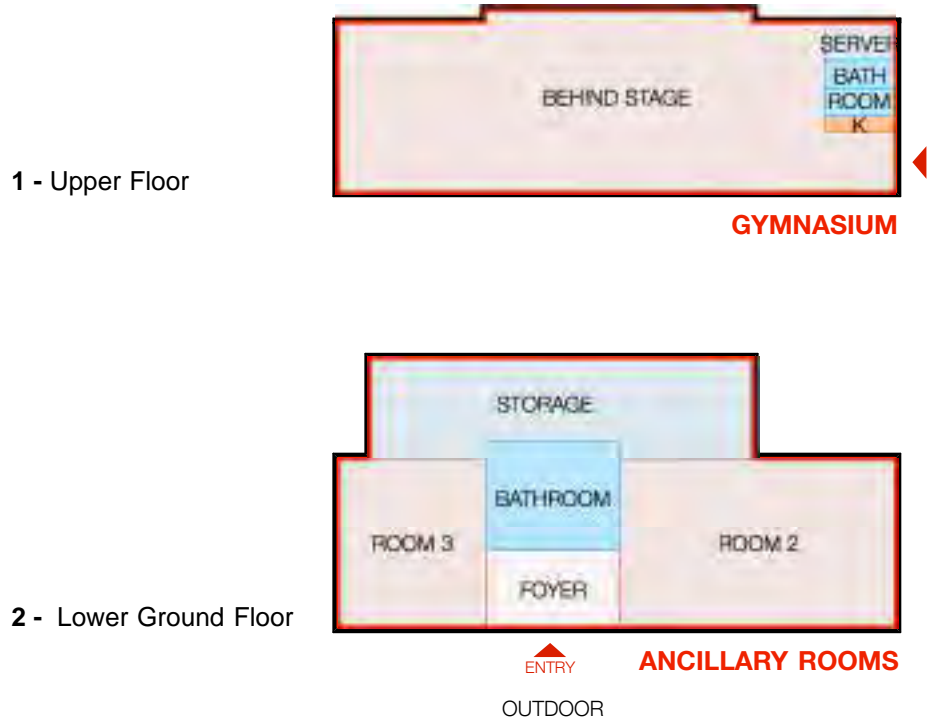 SERVER
BATH
ROOM
K
BEHIND STAGE
1 - Upper Floor
GYMNASIUM
STORAGE
BATHROOM
ROOM 3
ROOM 2
FOYER
2 - Lower Ground Floor
ENTRY
ANCILLARY ROOMS
OUTDOOR